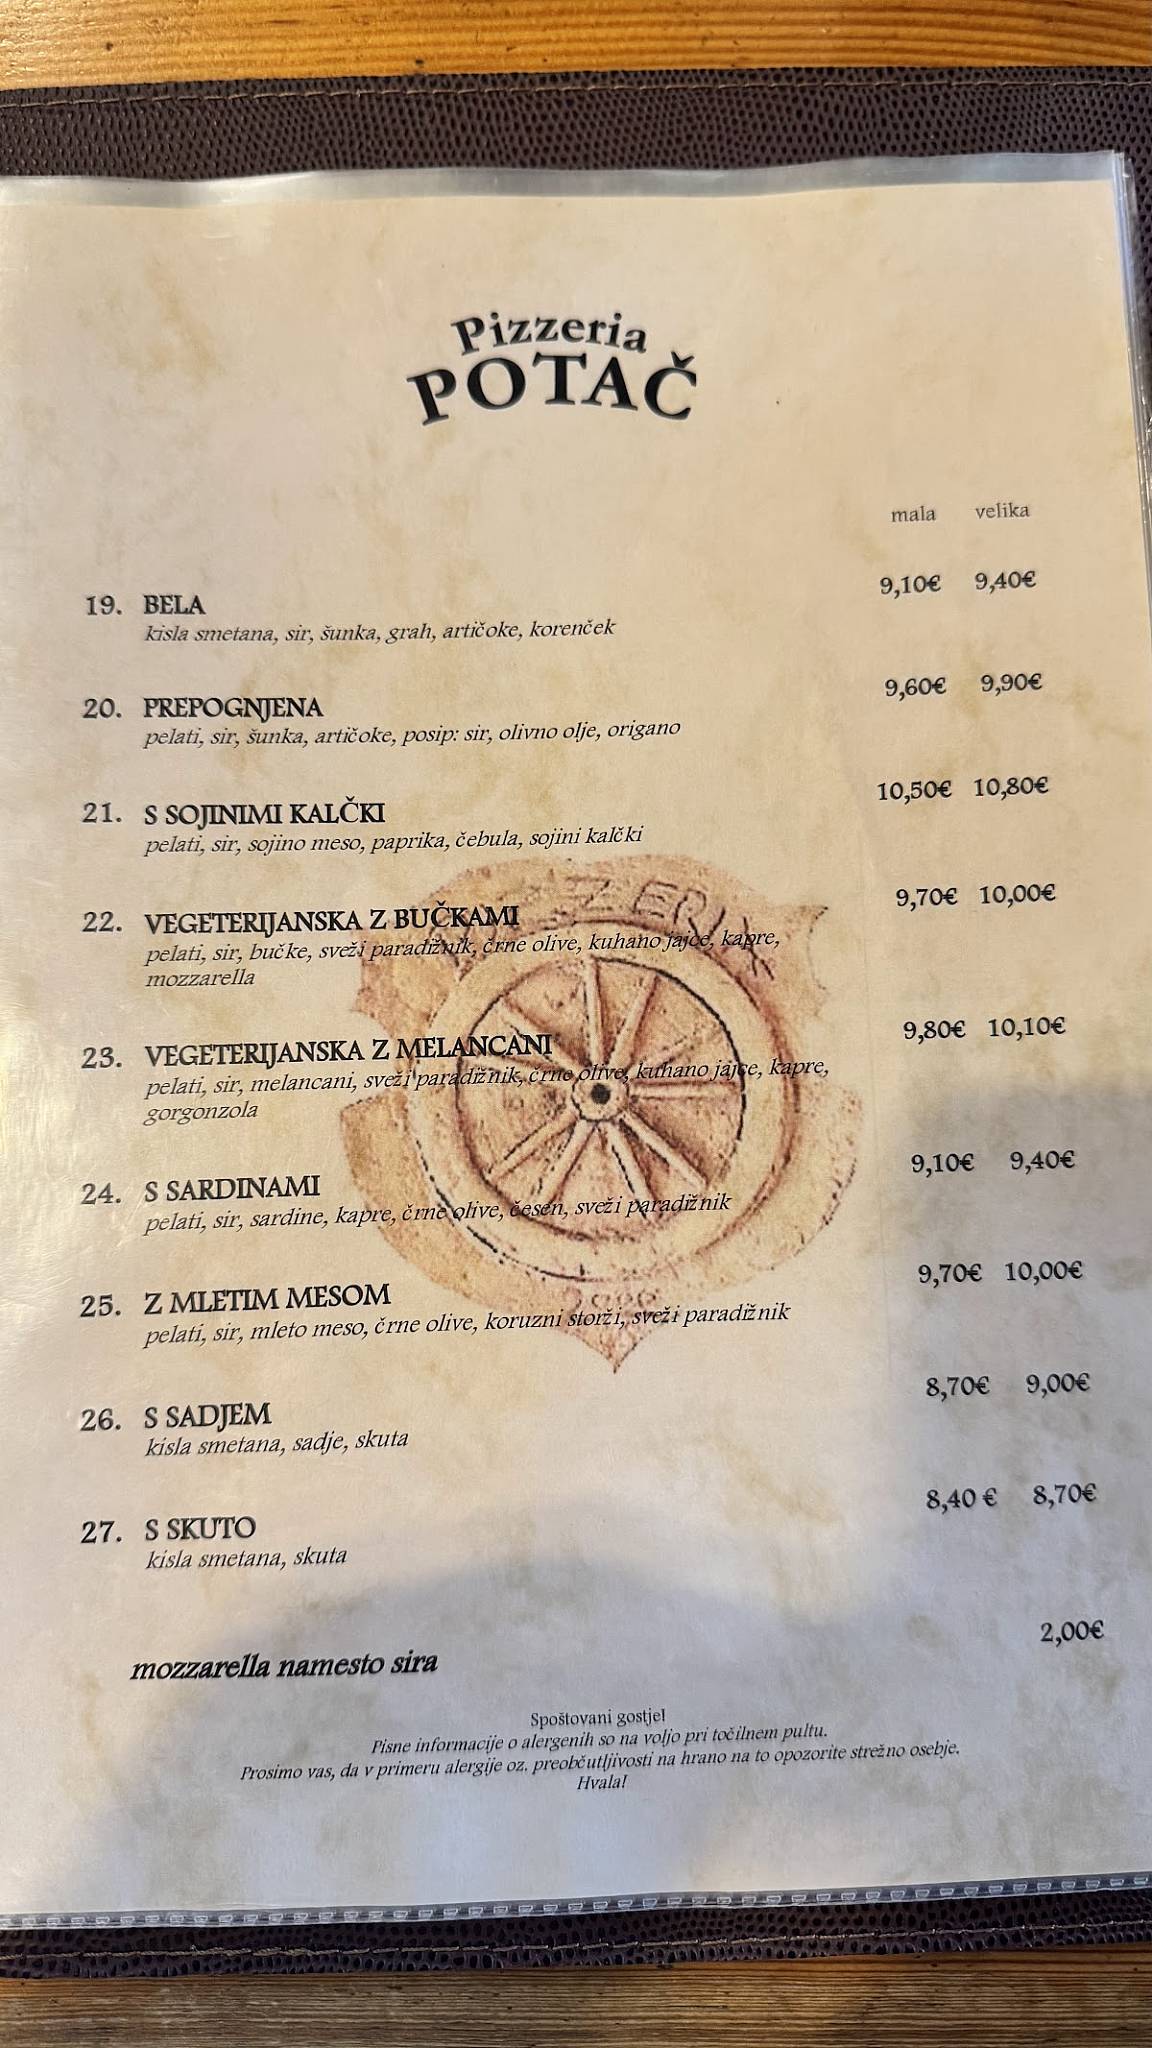 Pizzeria
POTAČ
mala velika
19. BELA 9,10€ 9,40€
kisla smetana, sir, šunka, grah, artičoke, korenček
20. PREPOGNJENA 9,60€ 9,90€
pelati, sir, šunka, artičoke, posip: sir, olivno olje, origano
21. S SOJINIMI KALČKI 10,50€ 10,80€
pelati, sir, sojino meso, paprika, čebula, sojini kalčki
22. VEGETERIJANSKA Z BUČKAMI 9,70€ 10,00€
pelati, sir, bučke, sveži paradižnik, črne olive, kuhano jajce, kapre,
mozzarella
23. VEGETERIJANSKA Z MELANCANI 9,80€ 10,10€
pelati, sir, melancani, sveži paradižnik, črne olive, kuhano jajce, kapre,
gorgonzola
24. S SARDINAMI 9,10€ 9,40€
pelati, sir, sardine, kapre, črne olive, česen, sveži paradižnik
25. Z MLETIM MESOM 9,70€ 10,00€
pelati, sir, mleto meso, črne olive, koruzni storži, sveži paradižnik
26. S SADJEM 8,70€ 9,00€
kisla smetana, sadje, skuta
27. S SKUTO 8,40 € 8,70€
kisla smetana, skuta
mozzarella namesto sira 2,00€
Spoštovani gostje!
Pisne informacije o alergenih so na voljo pri točilnem pultu.
Prosimo vas, da v primeru alergije oz. preobčutljivosti na hrano na to opozorite strežno osebje.
Hvala!